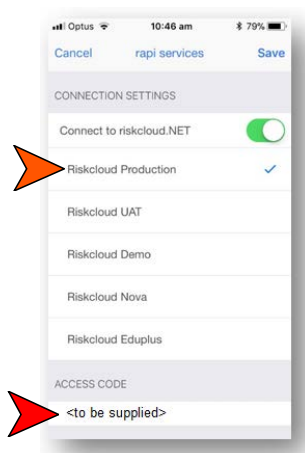 Optus 10:46 am 79%
Cancel rapi services Save
CONNECTION SETTINGS
Connect to riskcloud.NET
Riskcloud Production
Riskcloud UAT
Riskcloud Demo
Riskcloud Nova
Riskcloud Eduplus
ACCESS CODE
<to be supplied>